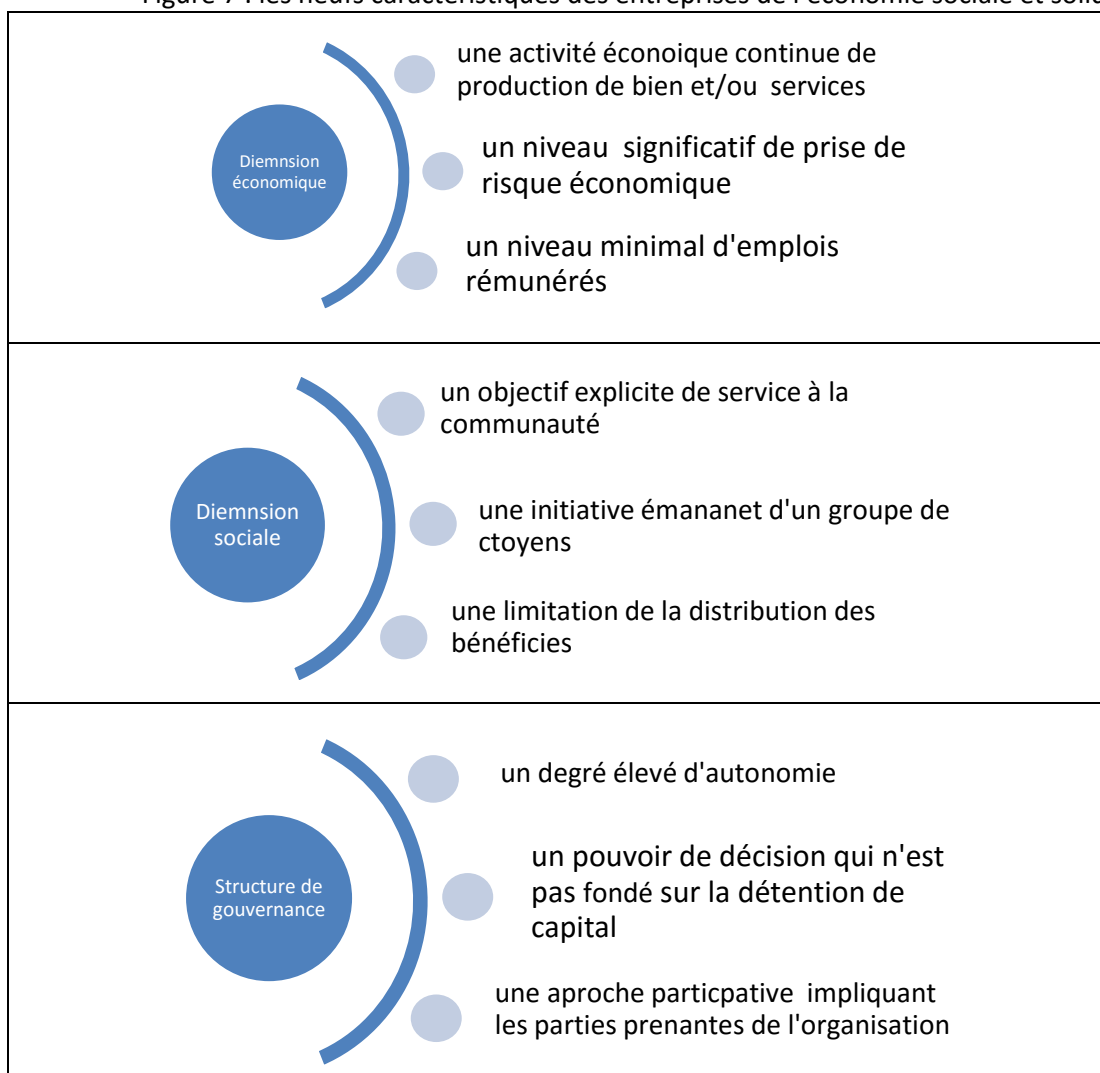 Figure 7 : les neufs caractéristiques des entreprises de l'économie sociale et
Diemnsion
économique
une activité éconoique continue de
production de bien et/ou services
un niveau significatif de prise de
risque économique
un niveau minimal d'emplois
rémunérés
Diemnsion
sociale
un objectif explicite de service à la
communauté
une initiative émananet d'un groupe de
ctoyens
une limitation de la distribution des
bénéficies
Structure de
gouvernance
un degré élevé d'autonomie
un pouvoir de décision qui n'est
pas fondé sur la détention de
capital
une aproche particpative impliquant
les parties prenantes de l'organisation